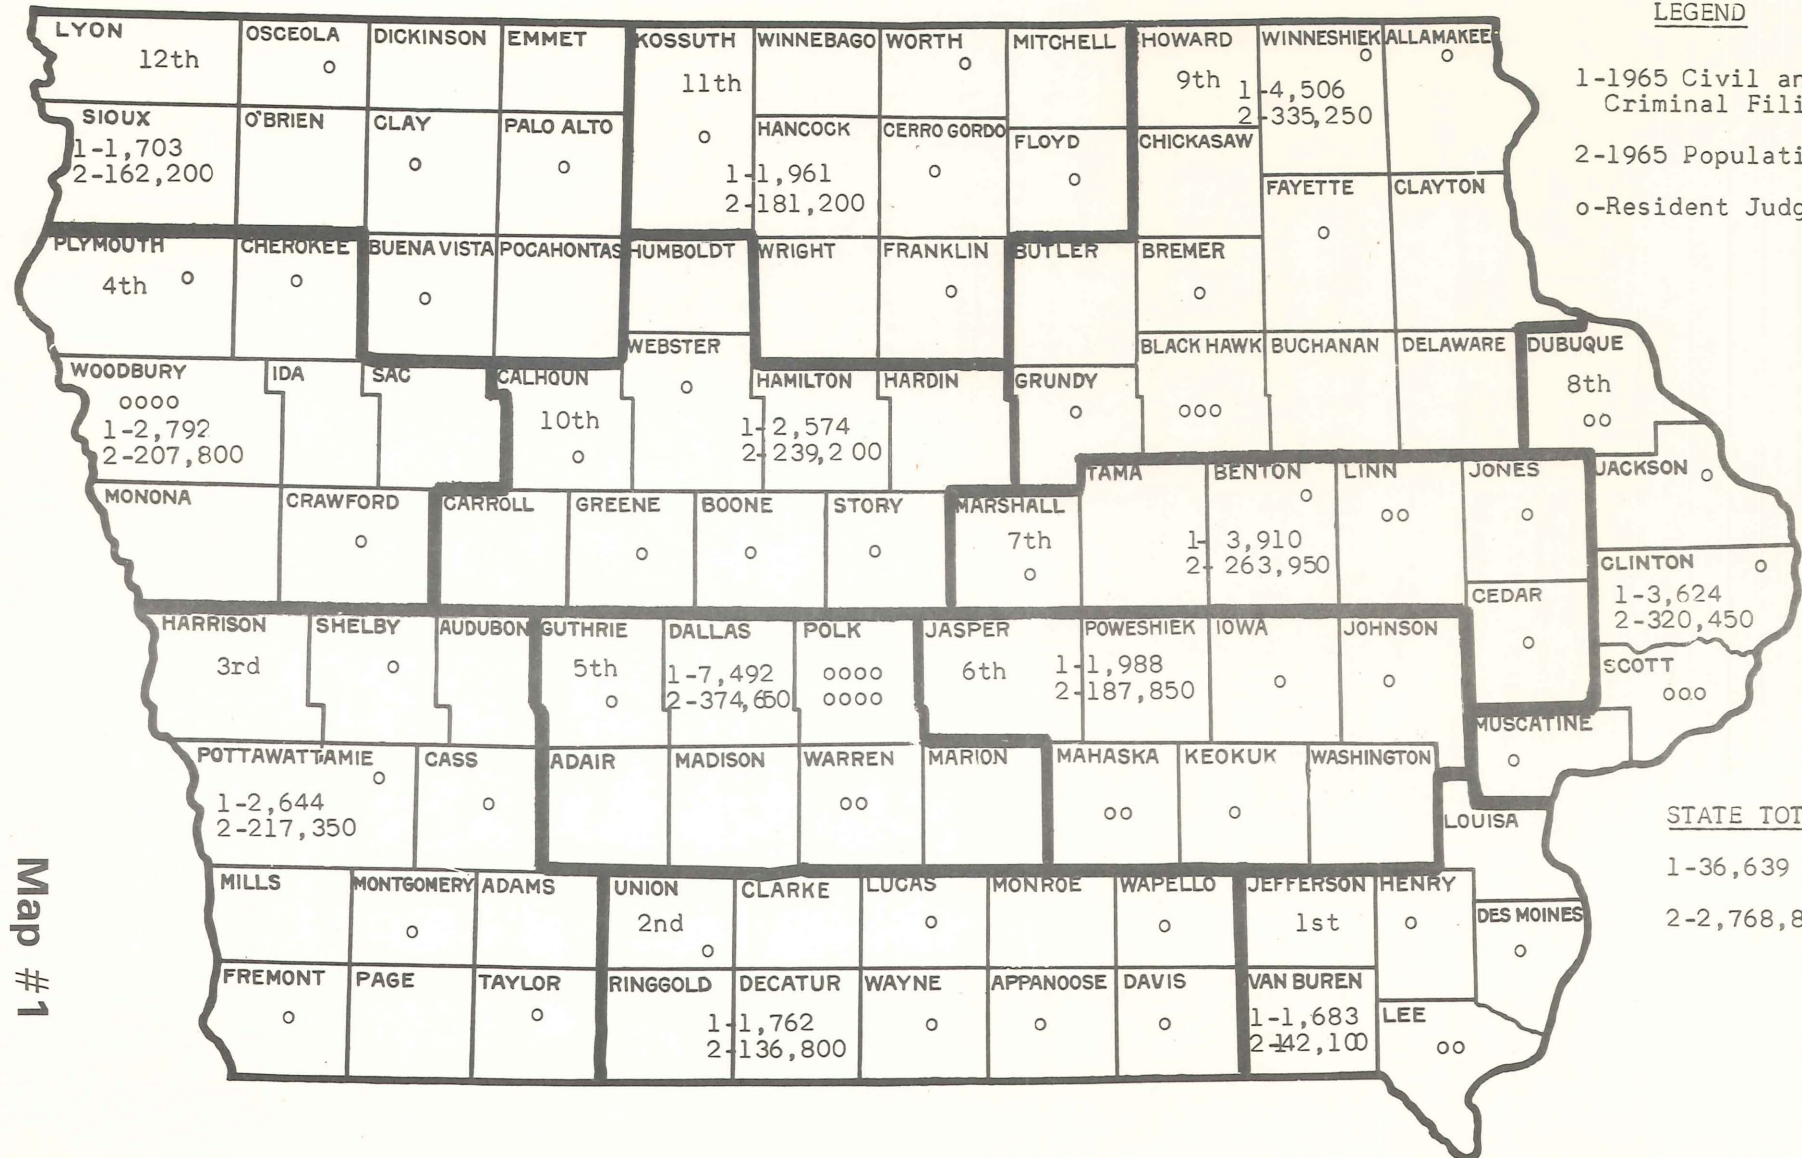 LEGEND
1-1965 Civil an
Criminal Fili
2-1965 Populati
o-Resident Judg
LYON
12th
OSCEOLA
o
DICKINSON
EMMET
KOSSUTH
11th
o
WINNEBAGO
WORTH
o
MITCHELL
HOWARD
9th
WINNESHIEK
o
1-4,506
2-335,250
ALLAMAKEE
o
SIOUX
1-1,703
2-162,200
O'BRIEN
CLAY
o
PALO ALTO
o
HANCOCK
1-1,961
2-181,200
CERRO GORDO
o
FLOYD
o
CHICKASAW
FAYETTE
o
CLAYTON
PLYMOUTH
4th o
CHEROKEE
o
BUENA VISTA
o
POCAHONTAS
HUMBOLDT
WRIGHT
FRANKLIN
o
BUTLER
BREMER
o
WOODBURY
oooo
1-2,792
2-207,800
IDA
SAC
CALHOUN
10th
o
WEBSTER
o
HAMILTON
1-2,574
2-239,200
HARDIN
GRUNDY
o
BLACK HAWK
ooo
BUCHANAN
DELAWARE
DUBUQUE
8th
oo
MONONA
CRAWFORD
o
CARROLL
GREENE
o
BOONE
o
STORY
o
MARSHALL
7th
o
TAMA
BENTON
o
1-3,910
2-263,950
LINN
oo
JONES
o
JACKSON o
CLINTON o
1-3,624
2-320,450
CEDAR
o
HARRISON
3rd
SHELBY
o
AUDUBON
GUTHRIE
5th
o
DALLAS
1-7,492
2-374,650
POLK
oooo
oooo
JASPER
6th
POWESHIEK
1-1,988
2-187,850
IOWA
o
JOHNSON
o
SCOTT
ooo
MUSCATINE
o
POTTAWATTAMIE
o
1-2,644
2-217,350
CASS
o
ADAIR
MADISON
WARREN
oo
MARION
MAHASKA
oo
KEOKUK
o
WASHINGTON
LOUISA
STATE TOT
1-36,639
2-2,768,8
MILLS
MONTGOMERY
o
ADAMS
UNION
2nd
o
CLARKE
LUCAS
o
MONROE
WAPELLO
o
JEFFERSON
1st
HENRY
o
DES MOINES
o
FREMONT
o
PAGE
TAYLOR
o
RINGGOLD
DECATUR
1-1,762
2-136,800
WAYNE
o
APPANOOSE
o
DAVIS
o
VAN BUREN
1-1,683
2-142,100
LEE
oo
Map #1